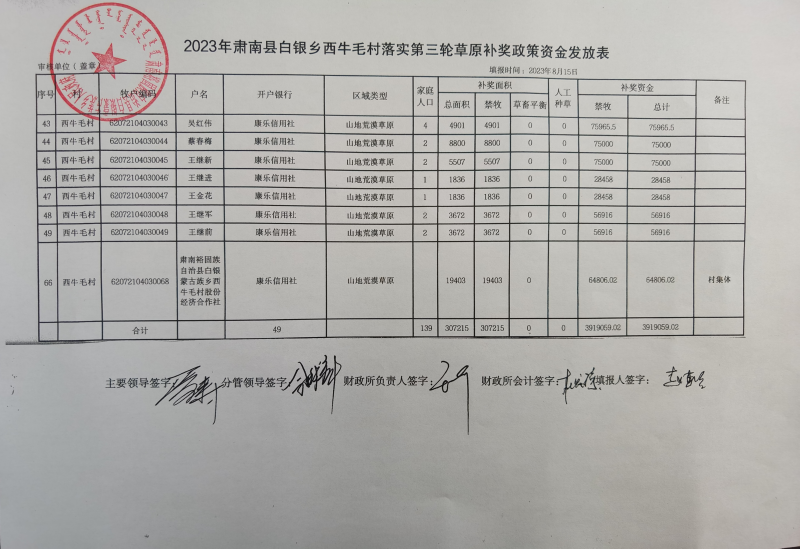 2023年肃南县白银乡西牛毛村落实第三轮草原补奖政策资金发放表
审核单位（盖章） 填报时间：2023年8月15日
序号 村 牧户编码 户名 开户银行 区域类型 家庭人口 补奖面积 人工种草 补奖资金 备注
总面积 禁牧 草畜平衡 禁牧 总计
43 西牛毛村 62072104030043 吴红伟 康乐信用社 山地荒漠草原 4 4901 4901 0 0 75965.5 75965.5
44 西牛毛村 62072104030044 蔡春梅 康乐信用社 山地荒漠草原 2 8800 8800 0 0 75000 75000
45 西牛毛村 62072104030045 王继新 康乐信用社 山地荒漠草原 2 5507 5507 0 0 75000 75000
46 西牛毛村 62072104030046 王继进 康乐信用社 山地荒漠草原 1 1836 1836 0 0 28458 28458
47 西牛毛村 62072104030047 王金花 康乐信用社 山地荒漠草原 1 1836 1836 0 0 28458 28458
48 西牛毛村 62072104030048 王继军 康乐信用社 山地荒漠草原 2 3672 3672 0 0 56916 56916
49 西牛毛村 62072104030049 王继前 康乐信用社 山地荒漠草原 2 3672 3672 0 0 56916 56916
66 西牛毛村 62072104030068 肃南裕固族自治县白银蒙古族乡西牛毛村股份经济合作社 康乐信用社 山地荒漠草原 19403 19403 0 64806.02 64806.02 村集体
合计 49 139 307215 307215 0 0 3919059.02 3919059.02
主要领导签字： 分管领导签字： 财政所负责人签字： 财政所会计签字： 填报人签字：